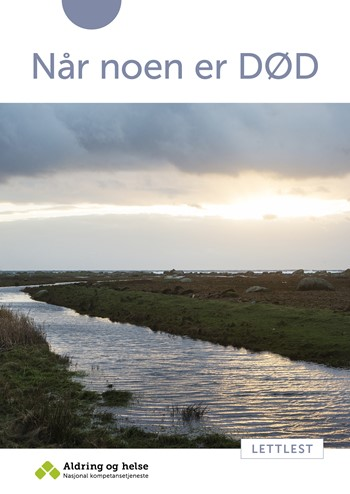 Når noen er DØD
LETTLEST
Aldring og helse
Nasjonal kompetansetjeneste